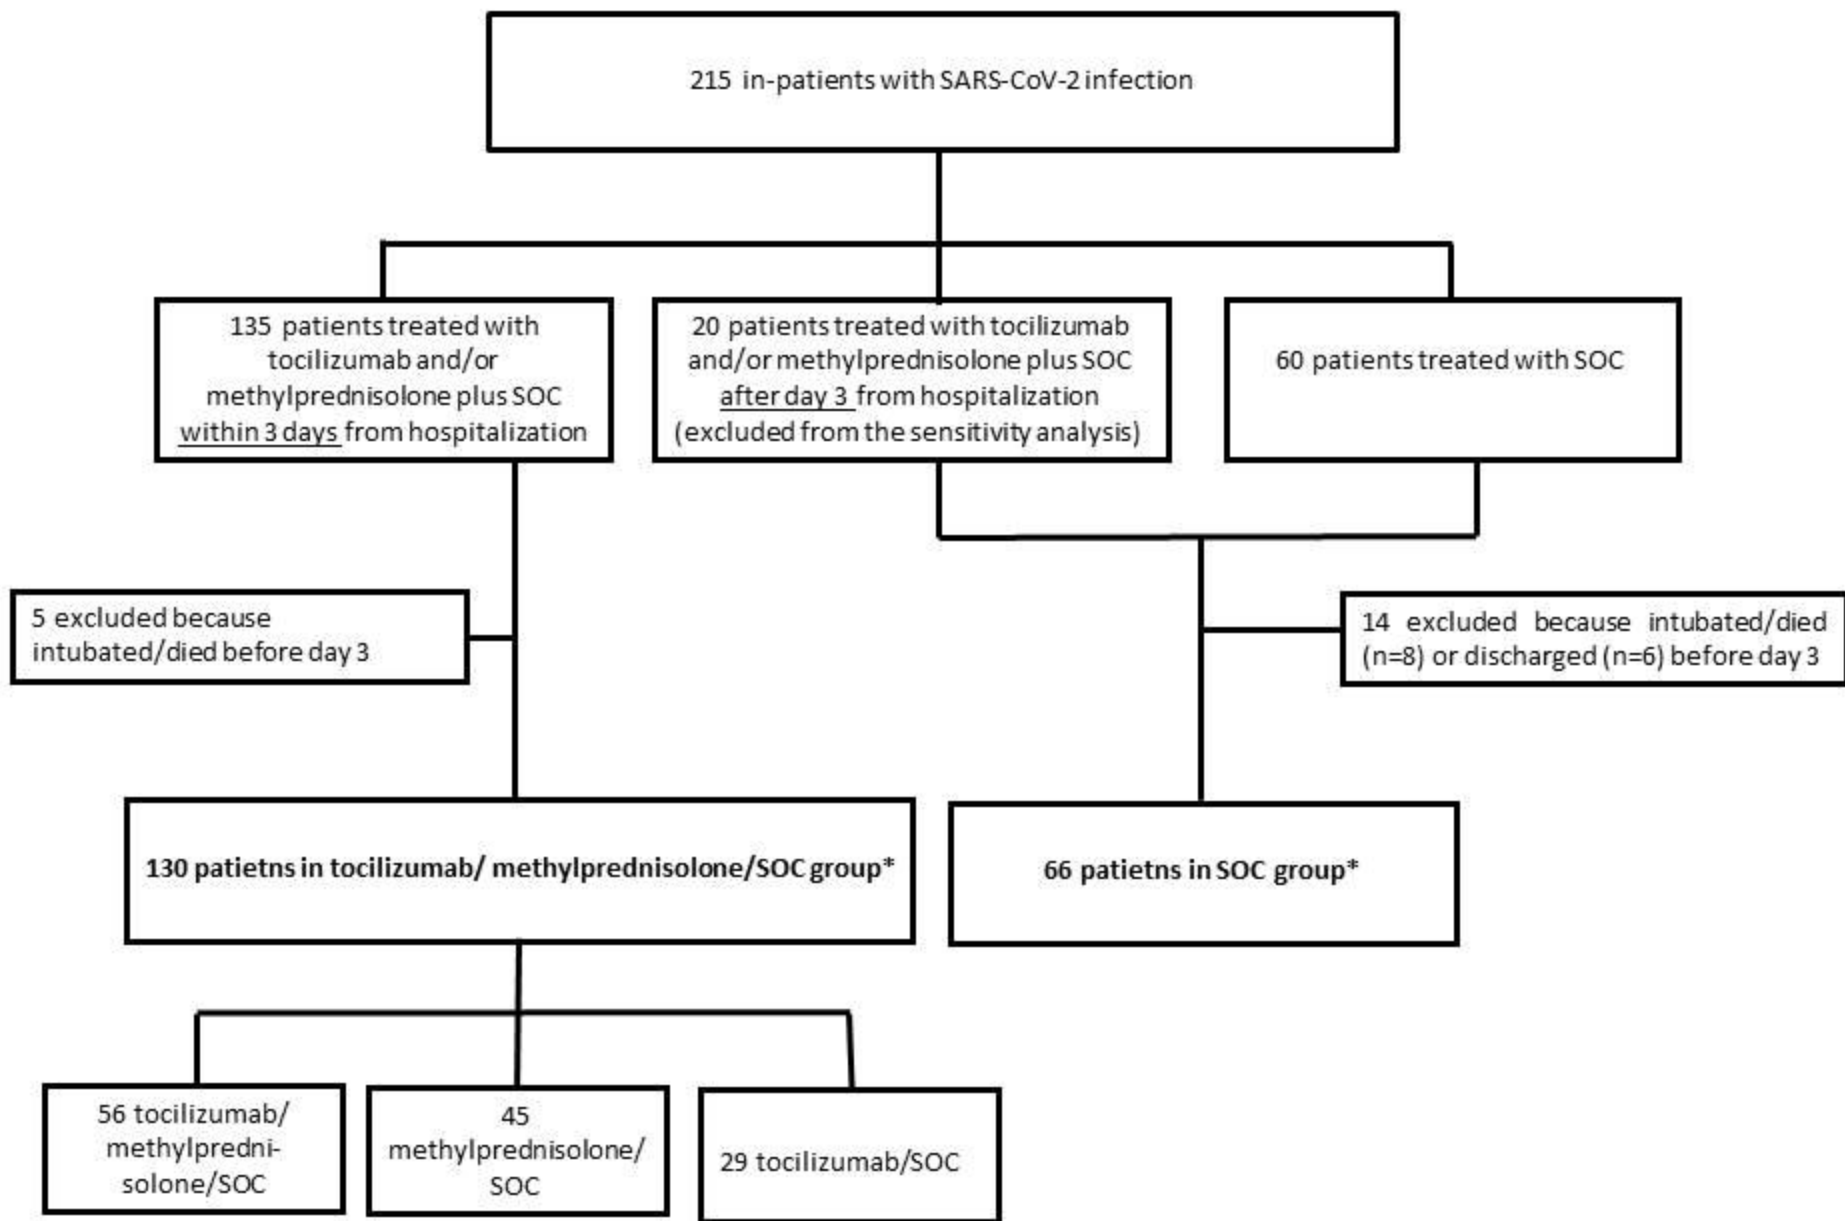 215 in-patients with SARS-CoV-2 infection
135 patients treated with
tocilizumab and/or
methylprednisolone plus SOC
within 3 days from hospitalization
20 patients treated with tocilizumab
and/or methylprednisolone plus SOC
after day 3 from hospitalization
(excluded from the sensitivity analysis)
60 patients treated with SOC
5 excluded because
intubated/died before day 3
14 excluded because intubated/died
(n=8) or discharged (n=6) before day 3
130 patietns in tocilizumab/ methylprednisolone/SOC group*
66 patietns in SOC group*
56 tocilizumab/
methylpredni-
solone/SOC
45
methylprednisolone/
SOC
29 tocilizumab/SOC